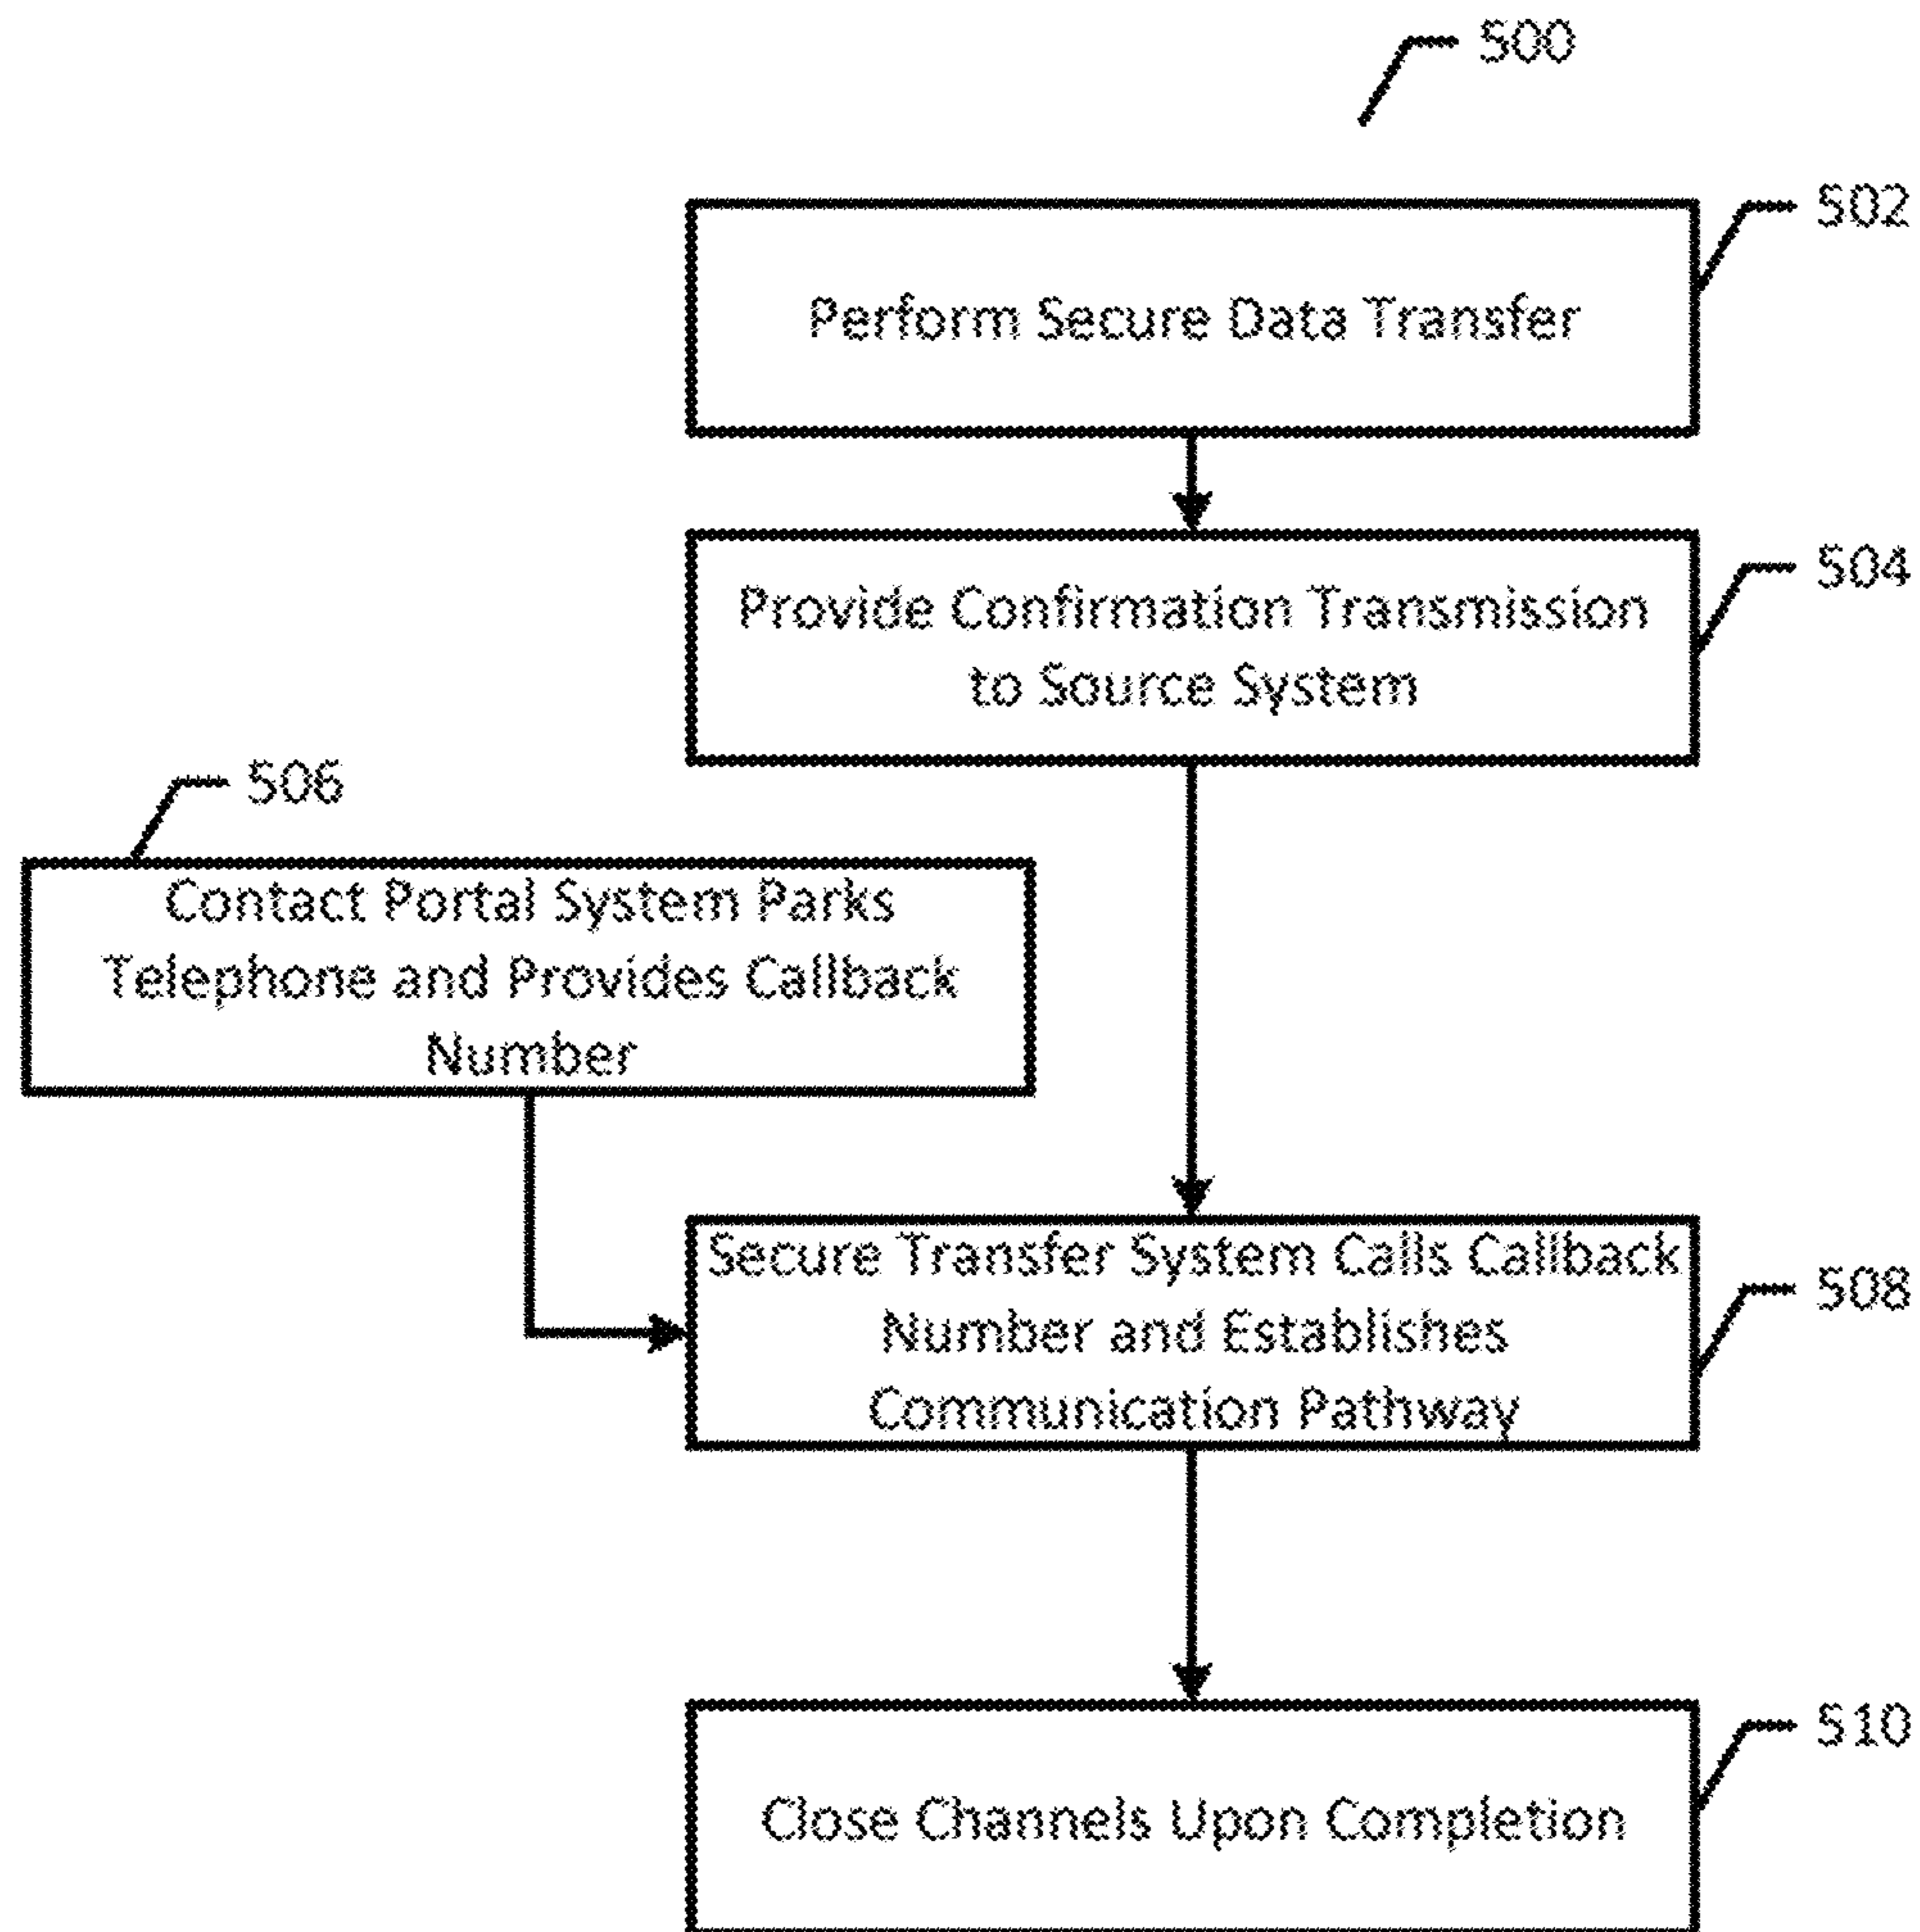 500
502
Perform Secure Data Transfer
504
Provide Confirmation Transmission
to Source System
506
Contact Portal System Parks
Telephone and Provides Callback
Number
508
Secure Transfer System Calls Callback
Number and Establishes
Communication Pathway
510
Close Channels Upon Completion